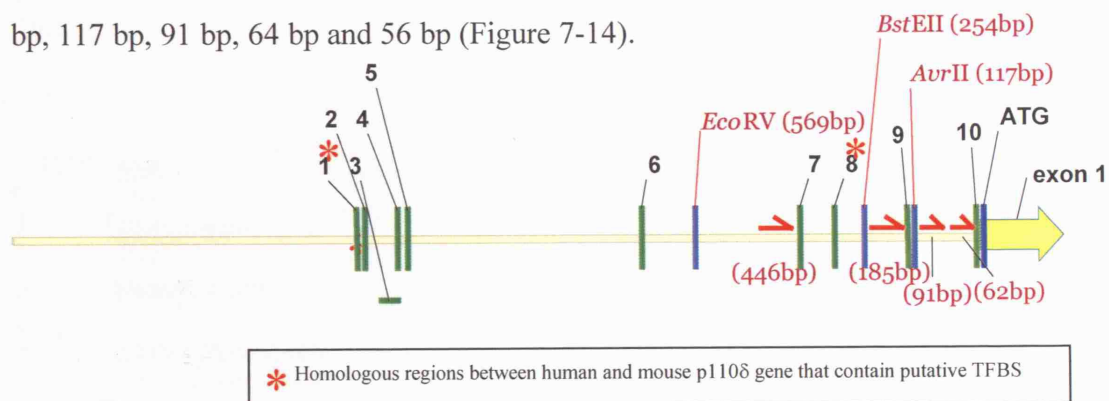 bp, 117 bp, 91 bp, 64 bp and 56 bp (Figure 7-14).
BstEII (254bp)
5
AvrII (117bp)
2 4
EcoRV (569bp)
ATG
* * 9 10
1 3 6 7 8 exon 1
(446bp) (185bp)
(91bp) (62bp)
* Homologous regions between human and mouse p110δ gene that contain putative TFBS